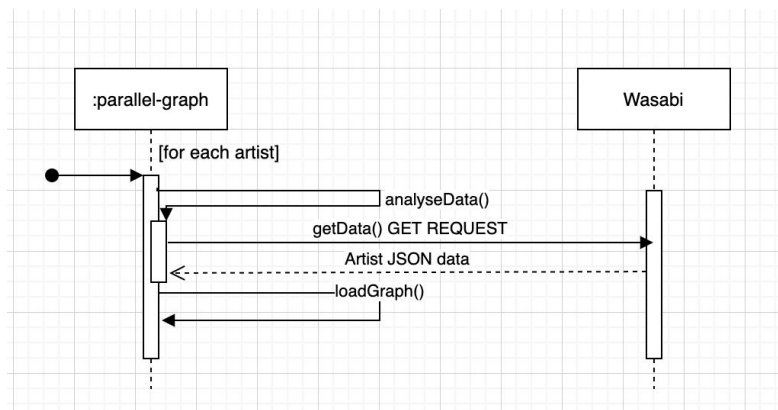 :parallel-graph
Wasabi
[for each artist]
analyseData()
getData() GET REQUEST
Artist JSON data
loadGraph()